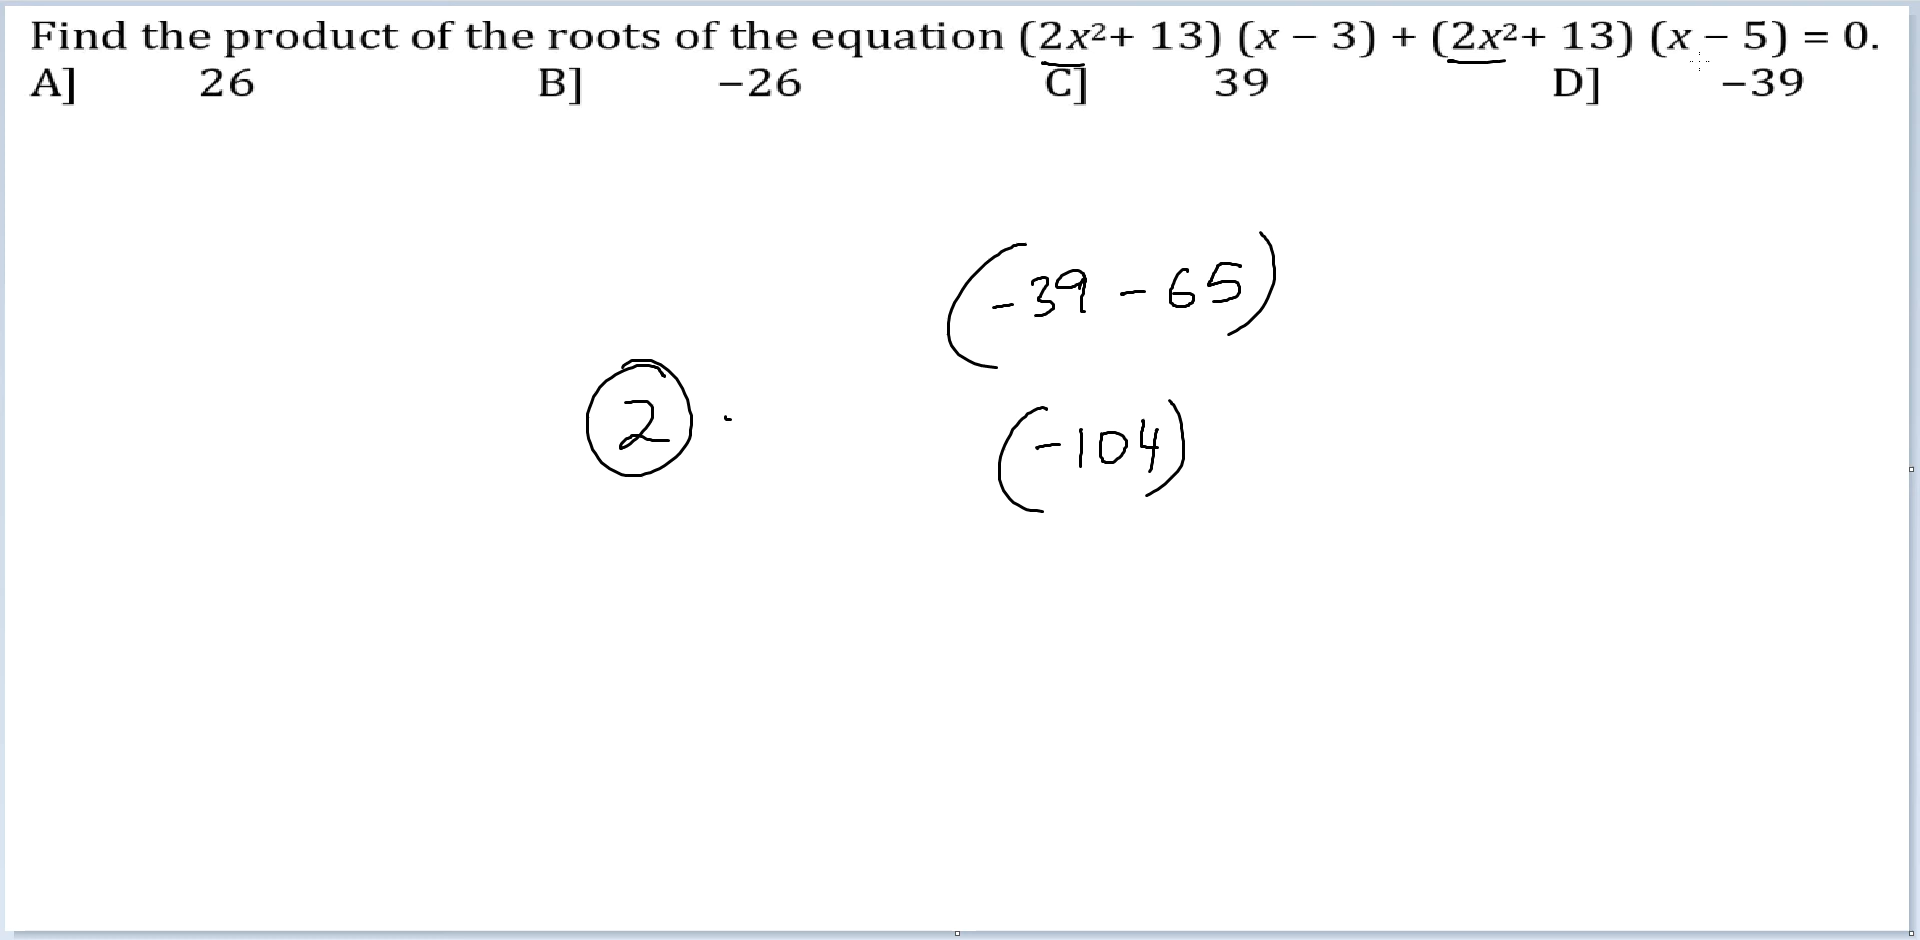 Find the product of the roots of the equation (2x²+ 13) (x − 3) + (2x²+ 13) (x − 5) = 0.
A] 26 B] −26 C] 39 D] −39
(-39 - 65)
2 .
(-104)